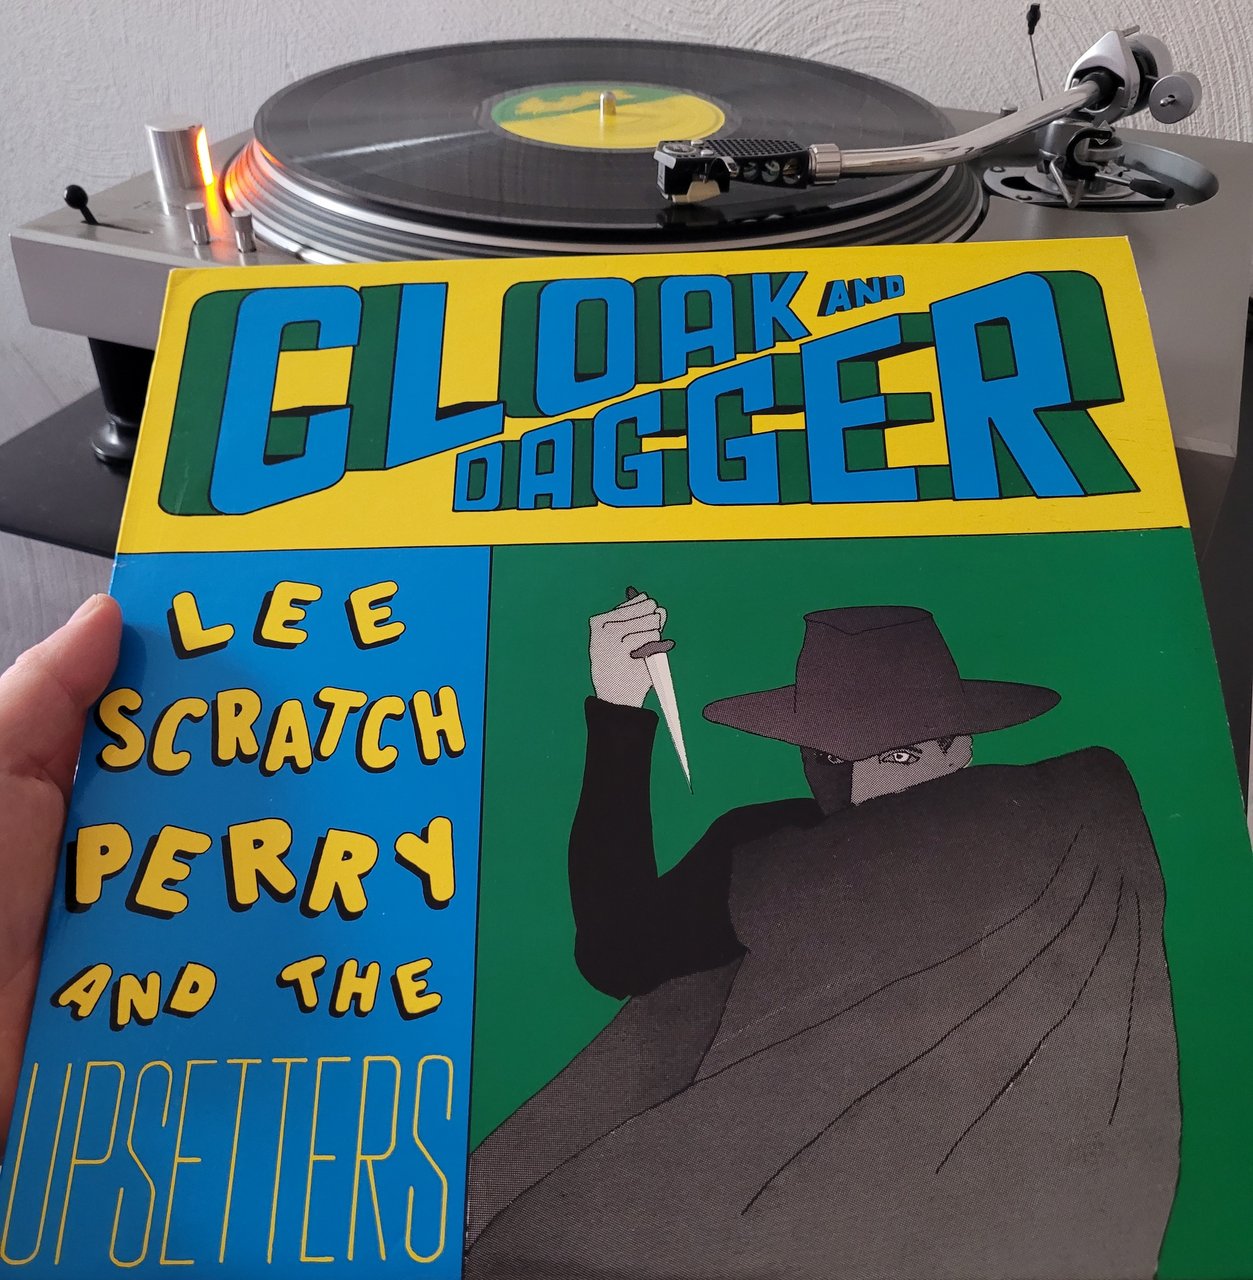 CLOAK AND
DAGGER
LEE
SCRATCH
PERRY
AND THE
UPSETTERS